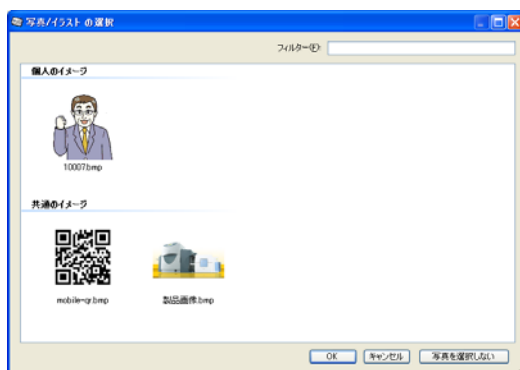 写真/イラスト の選択
フィルター(F):
個人のイメージ
10007.bmp
共通のイメージ
mobile-qr.bmp
製品画像.bmp
OK
キャンセル
写真を選択しない